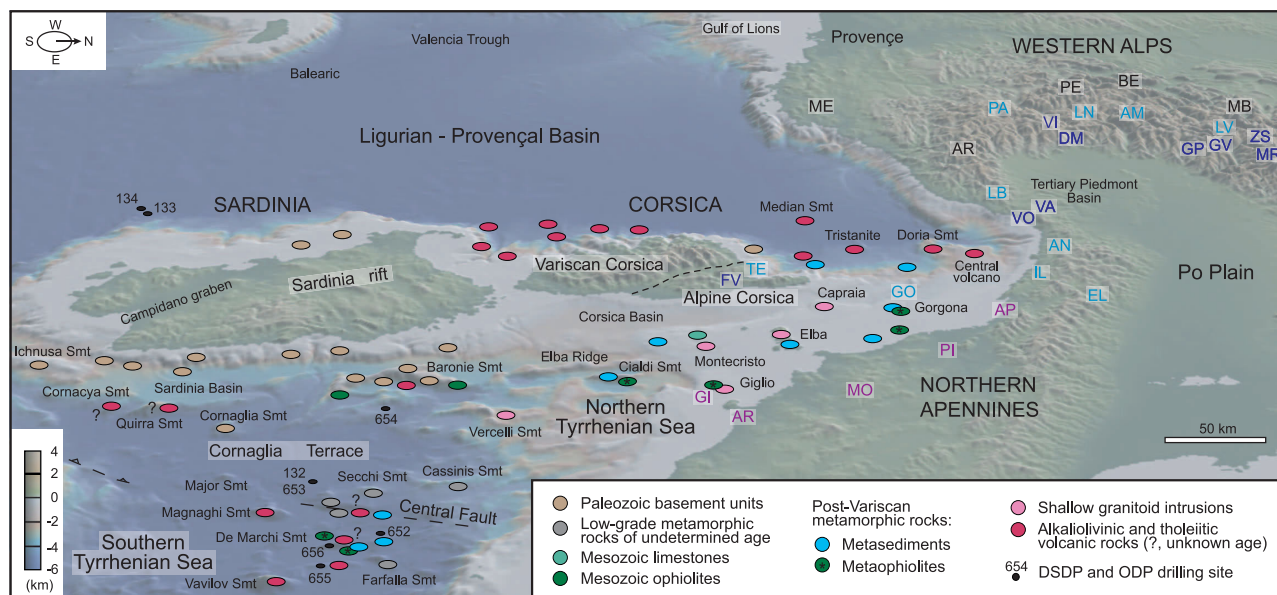 W
S
N
E
Valencia Trough
Gulf of Lions
Provençe
WESTERN ALPS
Balearic
PE
BE
ME
PA
LN
AM
MB
VI
LV
Ligurian - Provençal Basin
DM
ZS
AR
GP
GV
MR
134
133
SARDINIA
CORSICA
Median Smt
LB
Tertiary Piedmont
Basin
VO
VA
Tristanite
Doria Smt
AN
Variscan Corsica
TE
Central
volcano
IL
Po Plain
Sardinia rift
FV
Campidano graben
Alpine Corsica
Capraia
GO
Gorgona
EL
AP
Corsica Basin
Elba
PI
Ichnusa Smt
Baronie Smt
Elba Ridge
Montecristo
Cialdi Smt
Cornacya Smt
Sardinia Basin
Giglio
MO
NORTHERN
APENNINES
?
?
Quirra Smt
Cornaglia Smt
654
Vercelli Smt
Northern
Tyrrhenian Sea
GI
AR
50 km
Cornaglia Terrace
4
2
0
-2
-4
-6
(km)
Major Smt
132
653
Secchi Smt
Cassinis Smt
Magnaghi Smt
?
Central Fault
De Marchi Smt
?
652
Southern
Tyrrhenian Sea
656
655
Farfalla Smt
Vavilov Smt
Paleozoic basement units
Low-grade metamorphic
rocks of undetermined age
Mesozoic limestones
Mesozoic ophiolites
Post-Variscan
metamorphic rocks:
Metasediments
Metaophiolites
Shallow granitoid intrusions
Alkaliolivinic and tholeiitic
volcanic rocks (?, unknown age)
654
DSDP and ODP drilling site